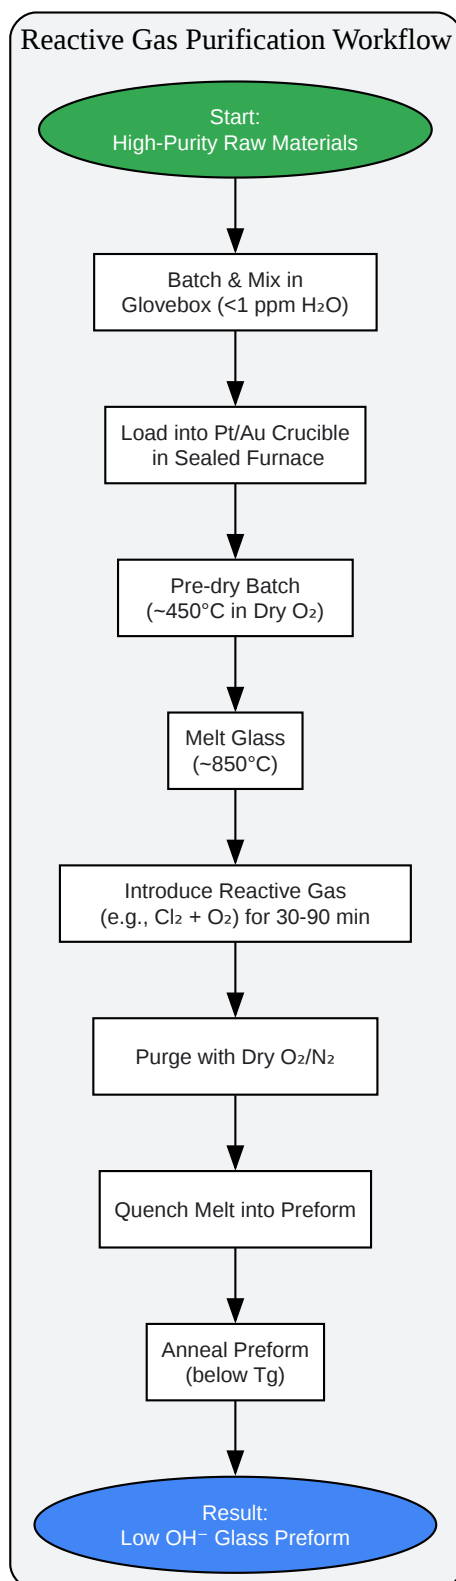 Reactive Gas Purification Workflow
Start:
High-Purity Raw Materials
Batch & Mix in
Glovebox (<1 ppm H₂O)
Load into Pt/Au Crucible
in Sealed Furnace
Pre-dry Batch
(~450°C in Dry O₂)
Melt Glass
(~850°C)
Introduce Reactive Gas
(e.g., Cl₂ + O₂) for 30-90 min
Purge with Dry O₂/N₂
Quench Melt into Preform
Anneal Preform
(below Tg)
Result:
Low OH⁻ Glass Preform